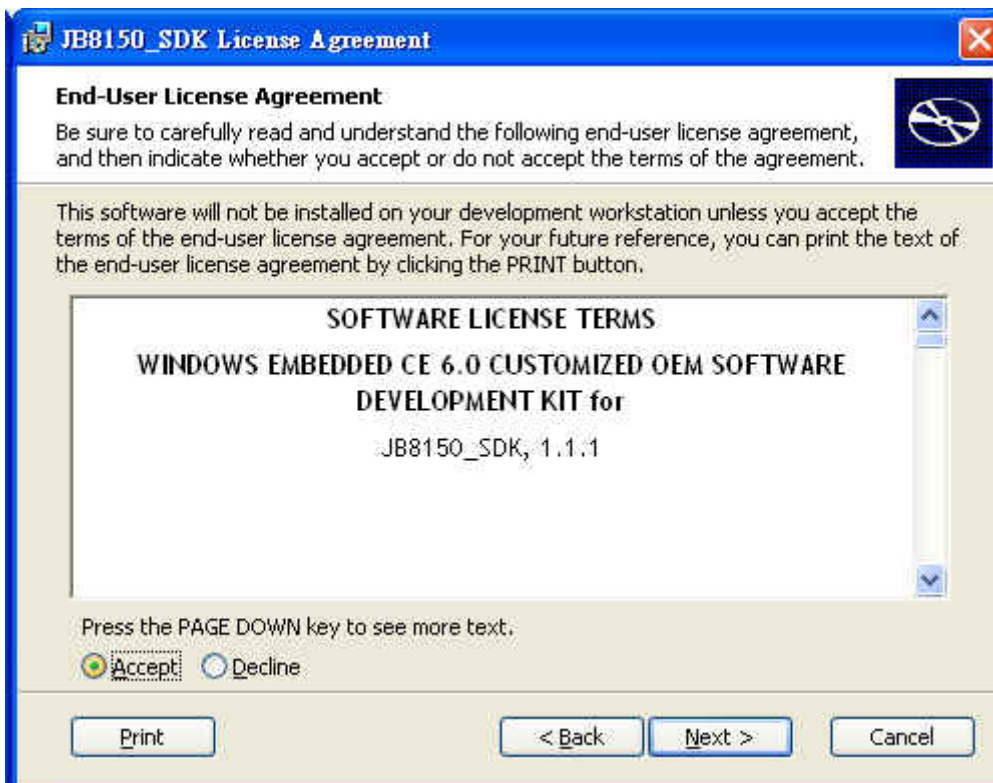 JB8150_SDK License Agreement
End-User License Agreement
Be sure to carefully read and understand the following end-user license agreement,
and then indicate whether you accept or do not accept the terms of the agreement.
This software will not be installed on your development workstation unless you accept the
terms of the end-user license agreement. For your future reference, you can print the text of
the end-user license agreement by clicking the PRINT button.
SOFTWARE LICENSE TERMS
WINDOWS EMBEDDED CE 6.0 CUSTOMIZED OEM SOFTWARE
DEVELOPMENT KIT for
JB8150_SDK, 1.1.1
Press the PAGE DOWN key to see more text.
Accept Decline
Print < Back Next > Cancel